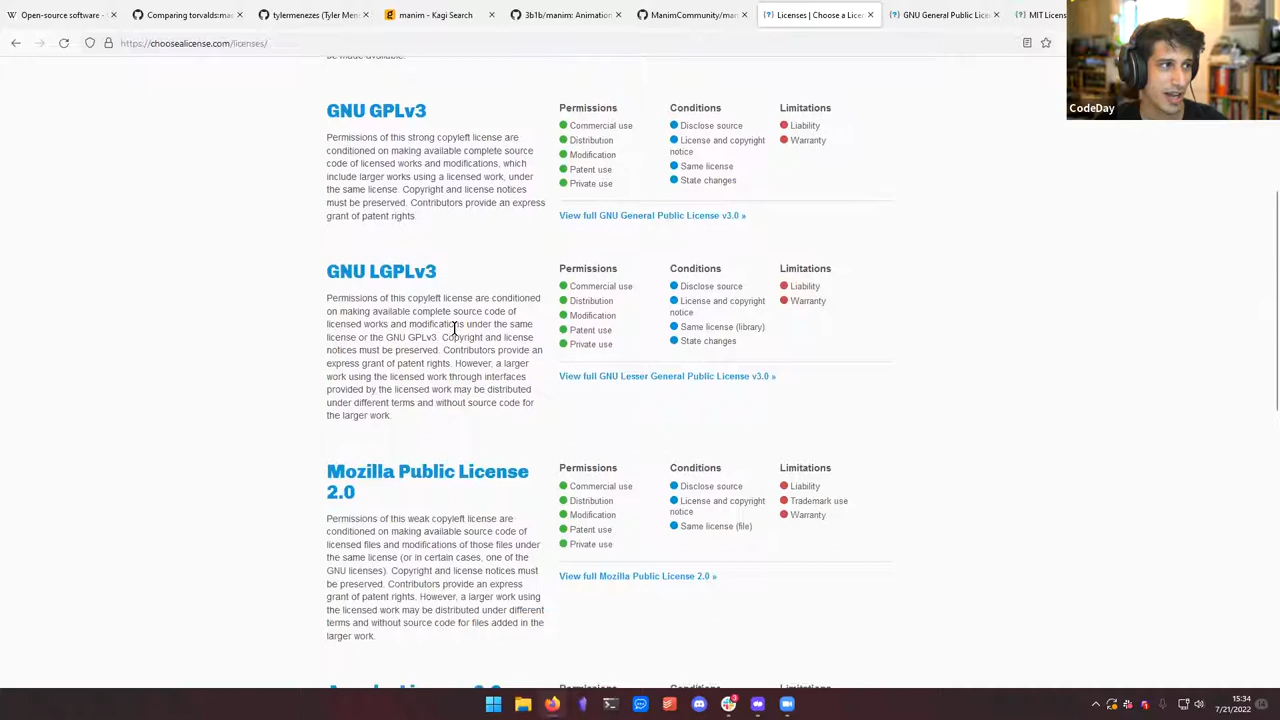 Open-source software -
Comparing torvalds:mas
tylermenezes (Tyler Men
manim - Kagi Search
3b1b/manim: Animation
ManimCommunity/man
Licenses | Choose a Licen
GNU General Public Licen
MIT Licens
https://choosealicense.com/licenses/
CodeDay
be made available.
GNU GPLv3
Permissions of this strong copyleft license are
conditioned on making available complete source
code of licensed works and modifications, which
include larger works using a licensed work, under
the same license. Copyright and license notices
must be preserved. Contributors provide an express
grant of patent rights.
Permissions
Commercial use
Distribution
Modification
Patent use
Private use
Conditions
Disclose source
License and copyright
notice
Same license
State changes
Limitations
Liability
Warranty
View full GNU General Public License v3.0 »
GNU LGPLv3
Permissions of this copyleft license are conditioned
on making available complete source code of
licensed works and modifications under the same
license or the GNU GPLv3. Copyright and license
notices must be preserved. Contributors provide an
express grant of patent rights. However, a larger
work using the licensed work through interfaces
provided by the licensed work may be distributed
under different terms and without source code for
the larger work.
Permissions
Commercial use
Distribution
Modification
Patent use
Private use
Conditions
Disclose source
License and copyright
notice
Same license (library)
State changes
Limitations
Liability
Warranty
View full GNU Lesser General Public License v3.0 »
Mozilla Public License
2.0
Permissions of this weak copyleft license are
conditioned on making available source code of
licensed files and modifications of those files under
the same license (or in certain cases, one of the
GNU licenses). Copyright and license notices must
be preserved. Contributors provide an express
grant of patent rights. However, a larger work using
the licensed work may be distributed under different
terms and without source code for files added in the
larger work.
Permissions
Commercial use
Distribution
Modification
Patent use
Private use
Conditions
Disclose source
License and copyright
notice
Same license (file)
Limitations
Liability
Trademark use
Warranty
View full Mozilla Public License 2.0 »
Permissions
Conditions
Limitations
15:34
7/21/2022